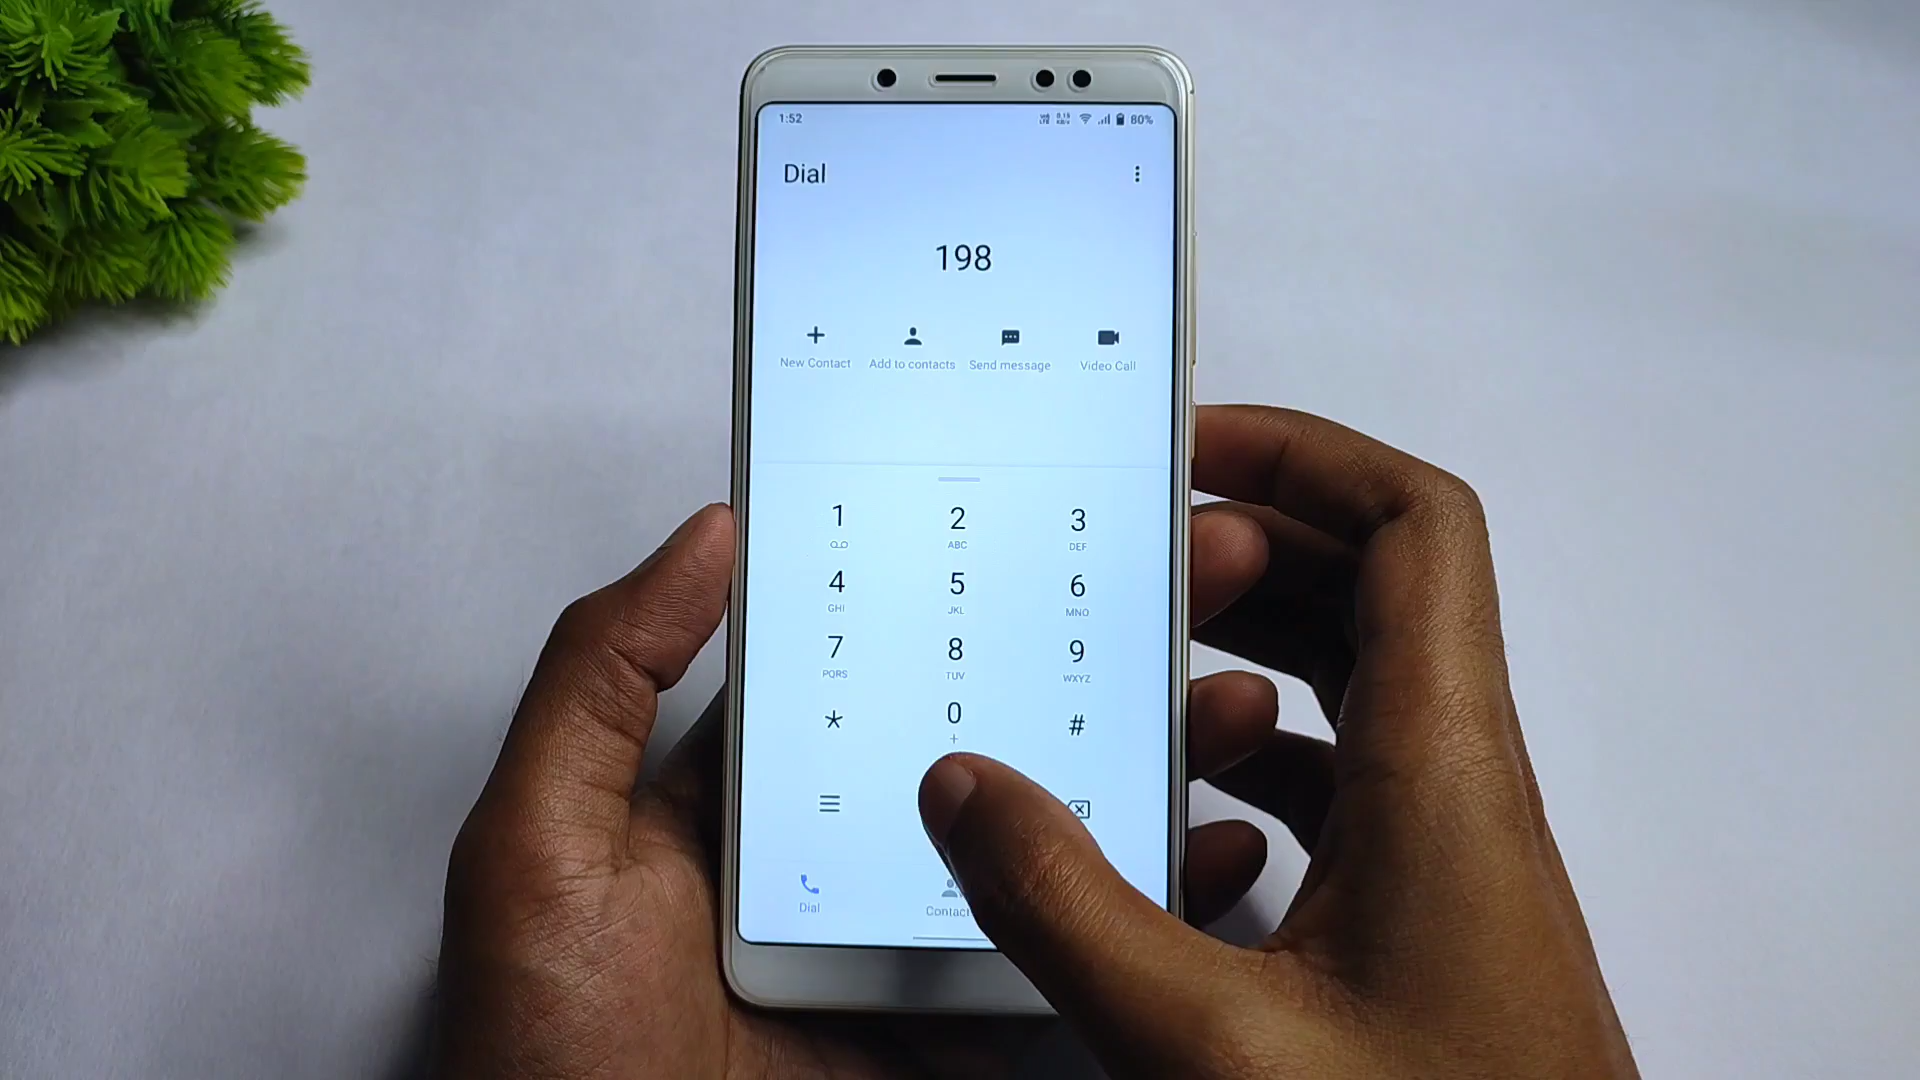 1:52
80%
Dial
198
New Contact Add to contacts Send message Video Call
1 2 3
ABC DEF
4 5 6
GHI JKL MNO
7 8 9
PQRS TUV WXYZ
* 0 #
+
Dial